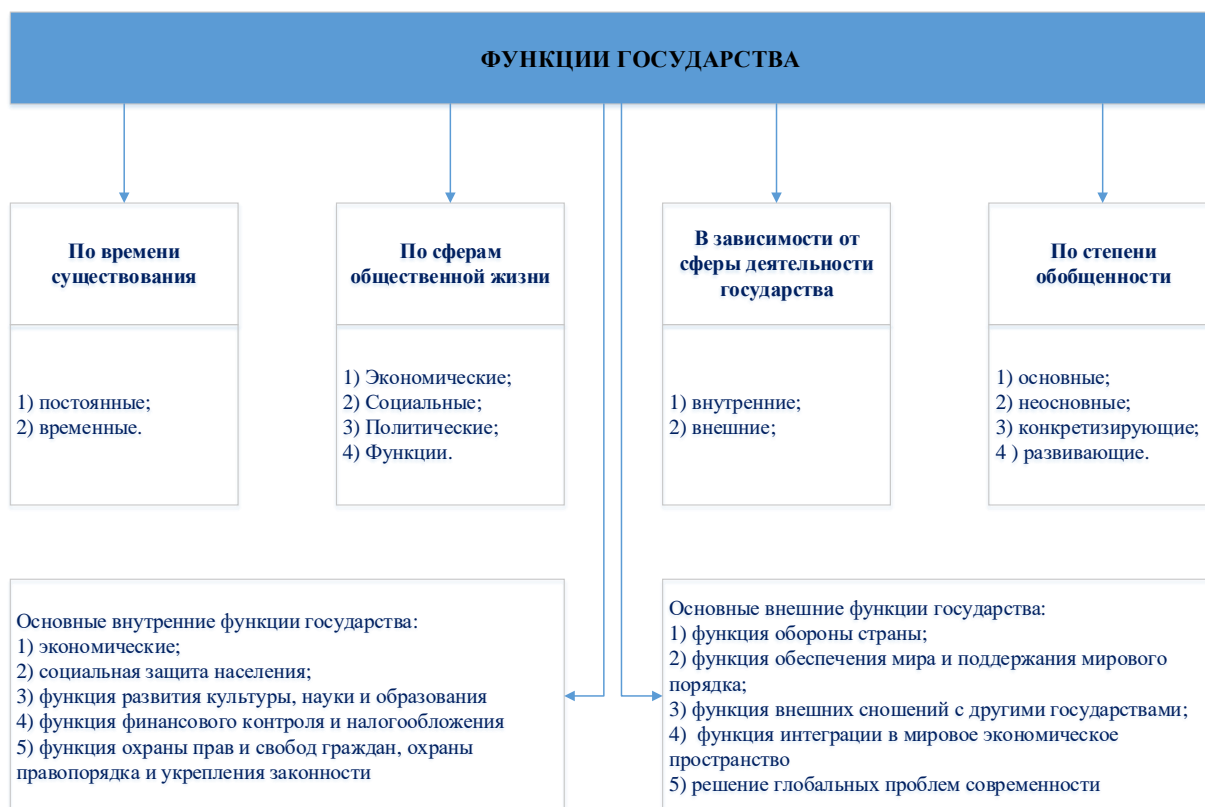 ФУНКЦИИ ГОСУДАРСТВА
По времени
существования
1) постоянные;
2) временные.
По сферам
общественной жизни
1) Экономические;
2) Социальные;
3) Политические;
4) Функции.
В зависимости от
сферы деятельности
государства
1) внутренние;
2) внешние;
По степени
обобщенности
1) основные;
2) неосновные;
3) конкретизирующие;
4 ) развивающие.
Основные внутренние функции государства:
1) экономические;
2) социальная защита населения;
3) функция развития культуры, науки и образования
4) функция финансового контроля и налогообложения
5) функция охраны прав и свобод граждан, охраны
правопорядка и укрепления законности
Основные внешние функции государства:
1) функция обороны страны;
2) функция обеспечения мира и поддержания мирового
порядка;
3) функция внешних сношений с другими государствами;
4) функция интеграции в мировое экономическое
пространство
5) решение глобальных проблем современности